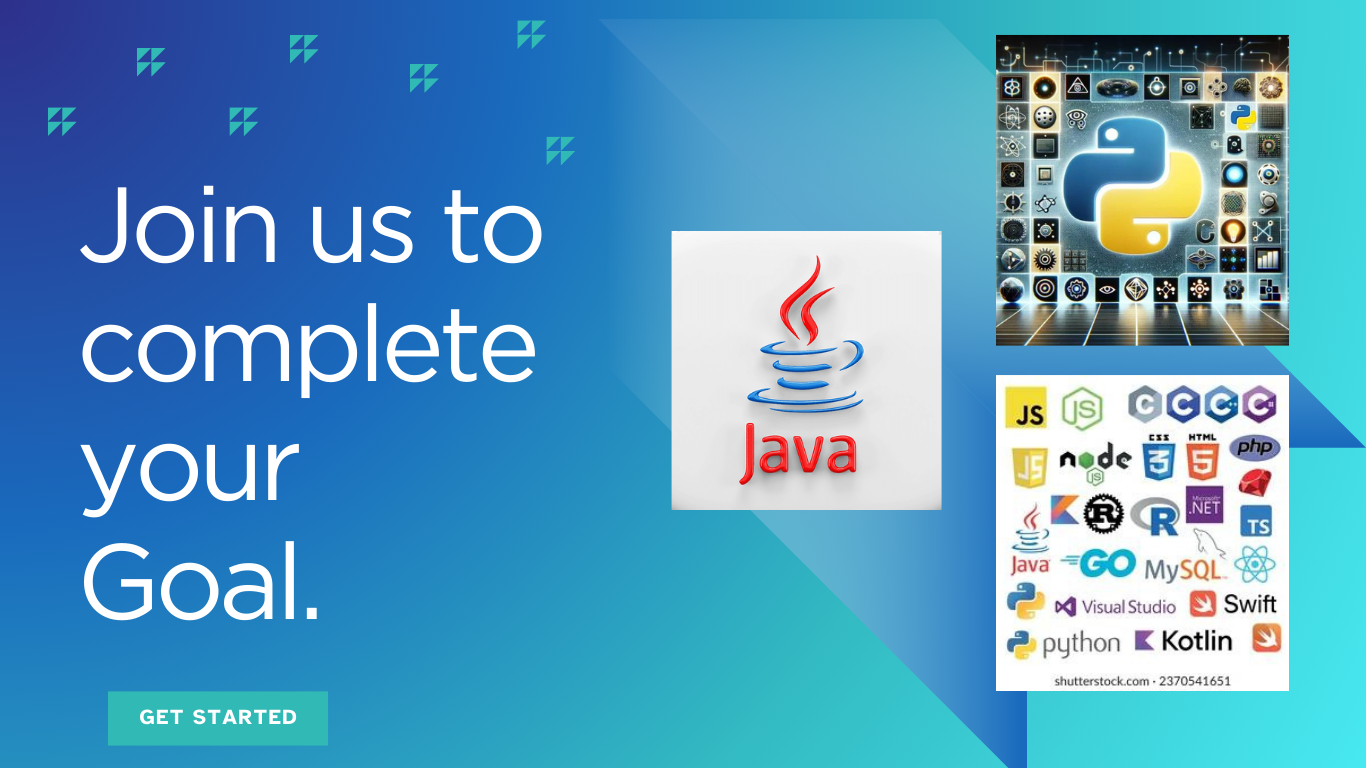 Join us to
complete
your
Goal.
GET STARTED
Java
JS
JS
C C C++ C#
JS
node
JS
CSS
3
HTML
5
php
R
Microsoft®
.NET
TS
Java
GO
MySQL
Visual Studio
Swift
python
Kotlin
shutterstock.com · 2370541651